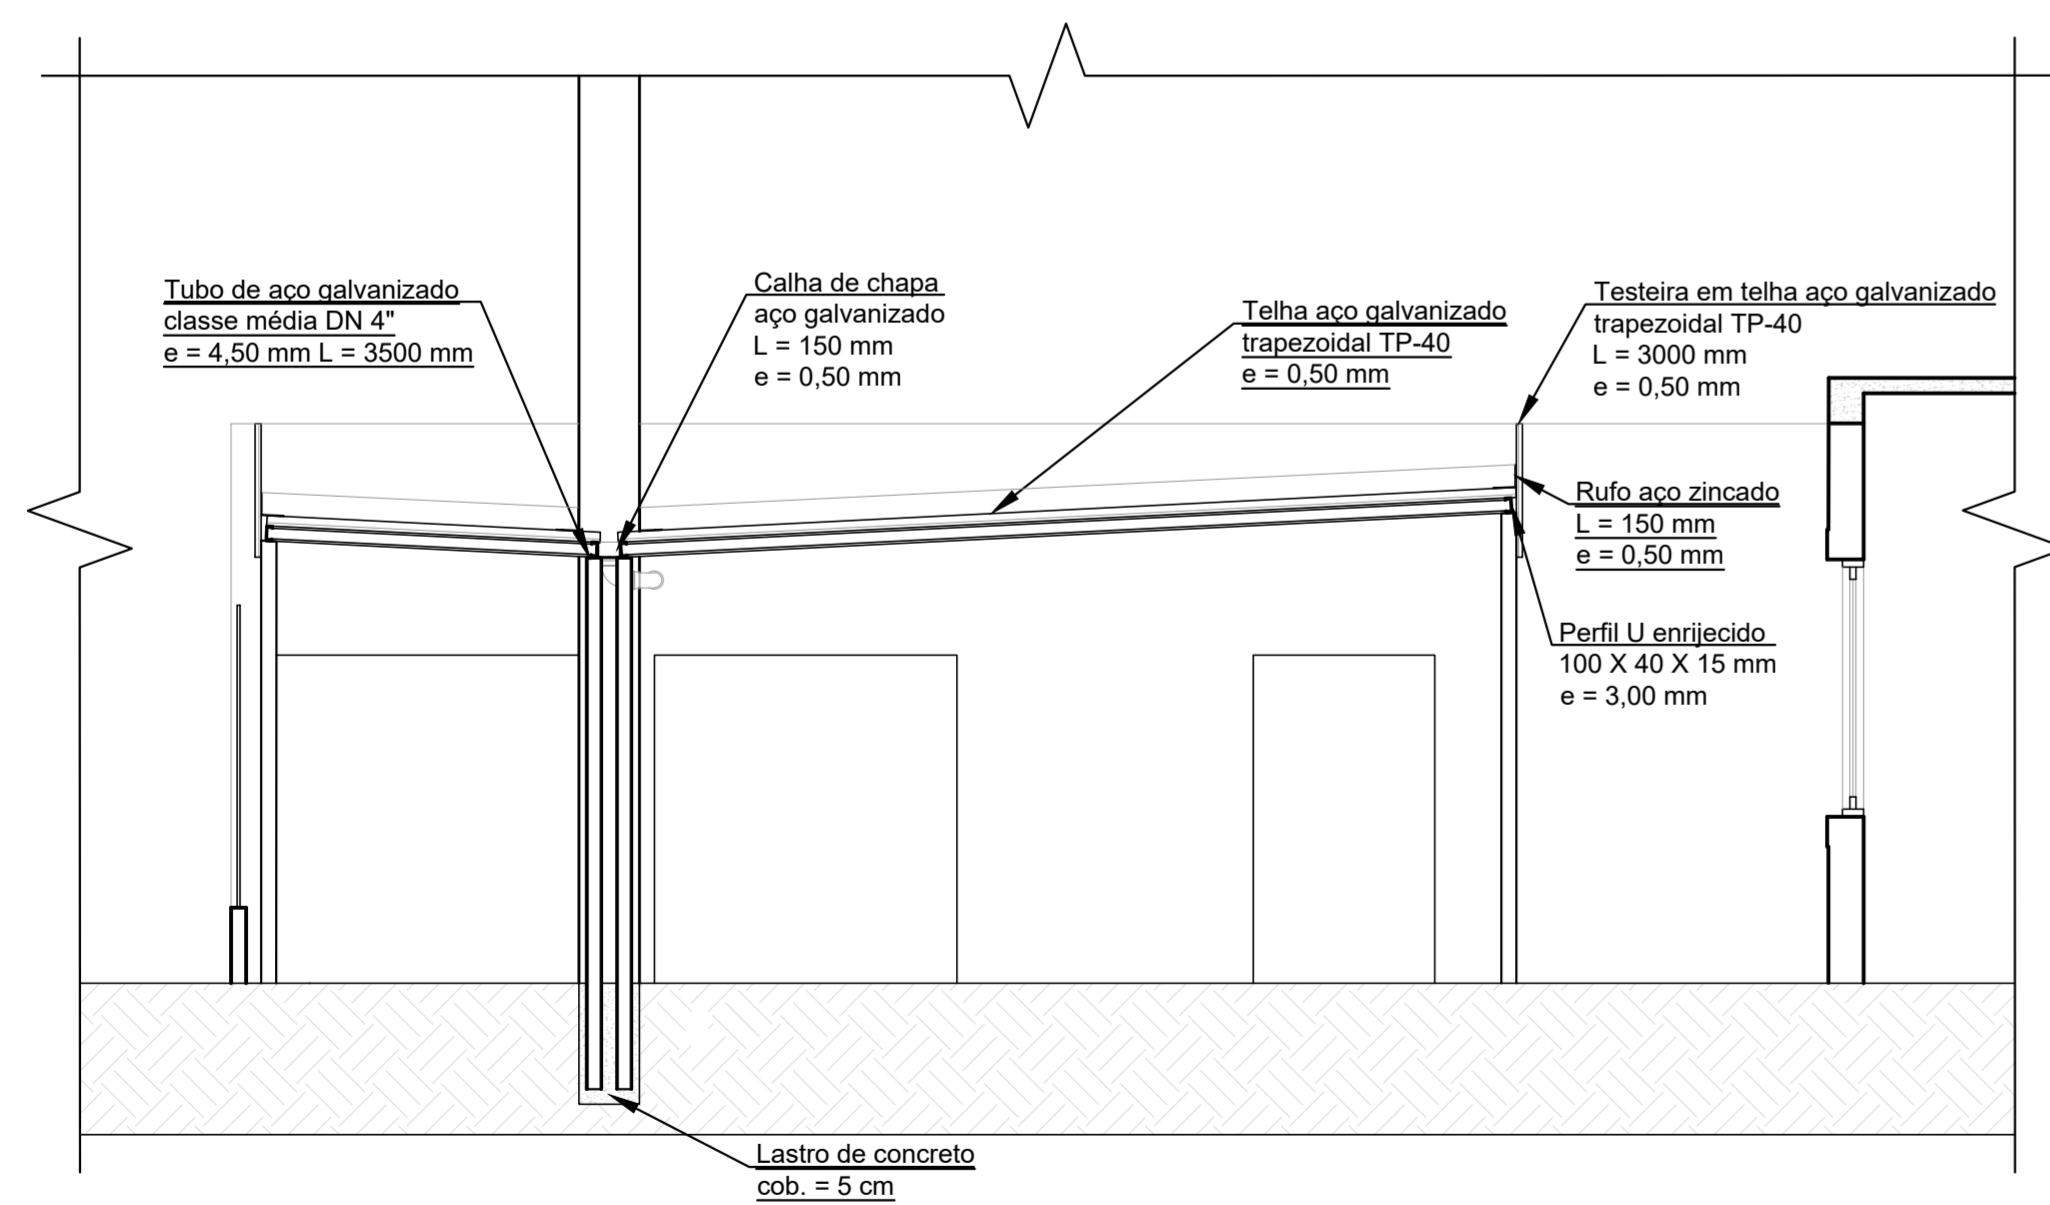 Tubo de aço galvanizado
classe média DN 4"
e = 4,50 mm L = 3500 mm
Calha de chapa
aço galvanizado
L = 150 mm
e = 0,50 mm
Telha aço galvanizado
trapezoidal TP-40
e = 0,50 mm
Testeira em telha aço galvanizado
trapezoidal TP-40
L = 3000 mm
e = 0,50 mm
Rufo aço zincado
L = 150 mm
e = 0,50 mm
Perfil U enrijecido
100 X 40 X 15 mm
e = 3,00 mm
Lastro de concreto
cob. = 5 cm